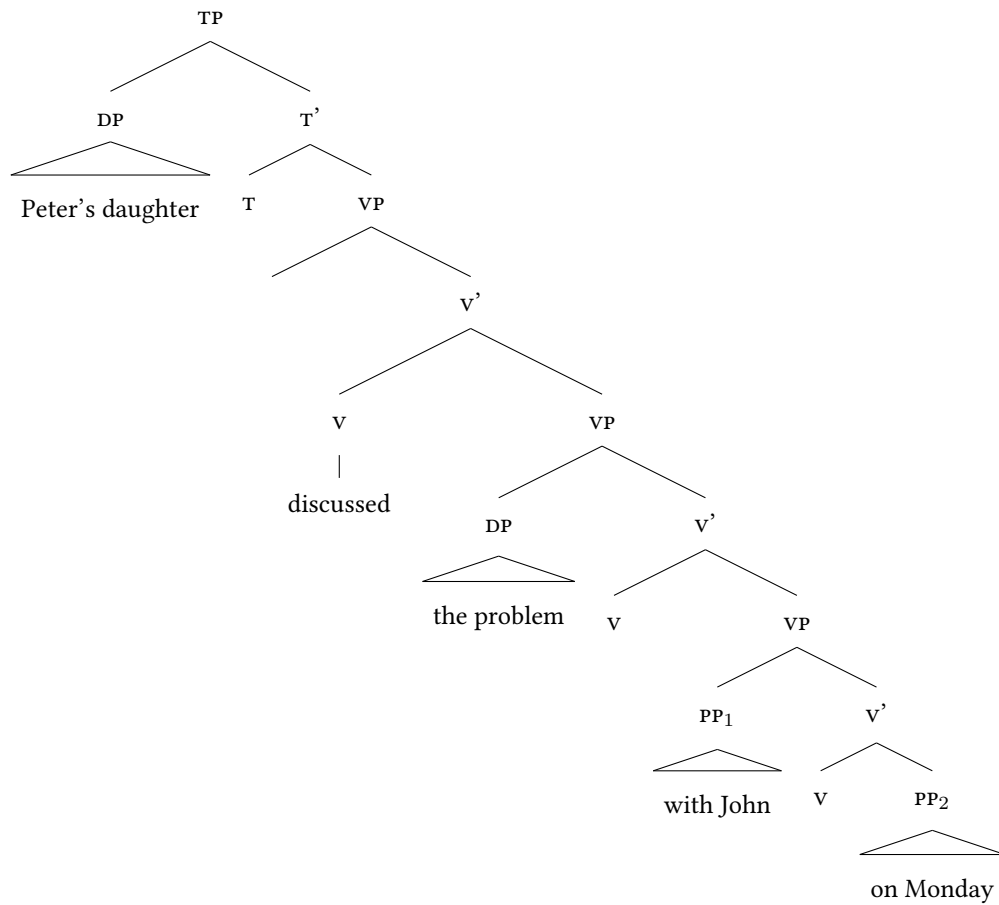 TP
DP T’
Peter’s daughter T VP
V’
V VP
discussed
DP V’
the problem V VP
PP1 V’
with John V PP2
on Monday